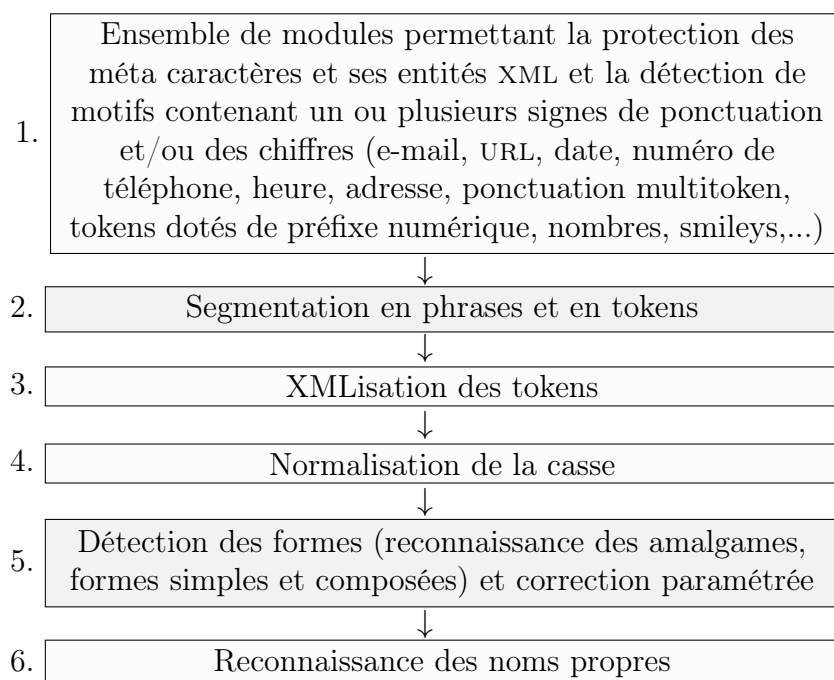 Ensemble de modules permettant la protection des
méta caractères et ses entités XML et la détection de
motifs contenant un ou plusieurs signes de ponctuation
1. et/ou des chiffres (e-mail, URL, date, numéro de
téléphone, heure, adresse, ponctuation multitoken,
tokens dotés de préfixe numérique, nombres, smileys,...)
↓
2. Segmentation en phrases et en tokens
↓
3. XMLisation des tokens
↓
4. Normalisation de la casse
↓
5. Détection des formes (reconnaissance des amalgames,
formes simples et composées) et correction paramétrée
↓
6. Reconnaissance des noms propres